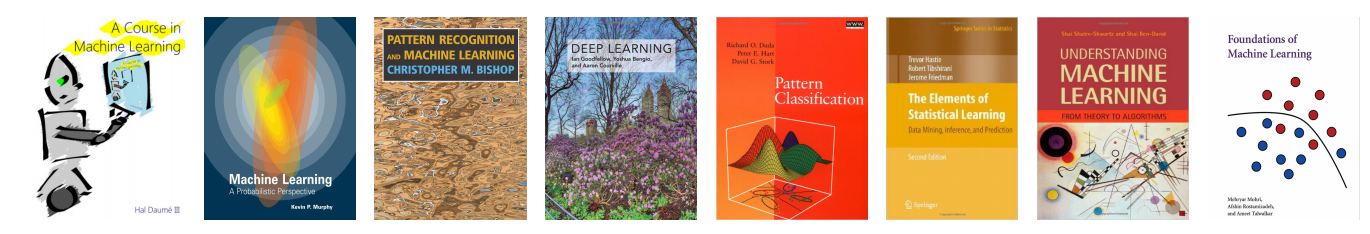 A Course in
Machine Learning
Hal Daumé III
Machine Learning
A Probabilistic Perspective
Kevin P. Murphy
PATTERN RECOGNITION
AND MACHINE LEARNING
CHRISTOPHER M. BISHOP
DEEP LEARNING
Ian Goodfellow, Yoshua Bengio,
and Aaron Courville
WWW.
Richard O. Duda
Peter E. Hart
David G. Stork
Pattern
Classification
Springer Series in Statistics
Trevor Hastie
Robert Tibshirani
Jerome Friedman
The Elements of
Statistical Learning
Data Mining, Inference, and Prediction
Second Edition
Springer
Shai Shalev-Shwartz and Shai Ben-David
UNDERSTANDING
MACHINE
LEARNING
FROM THEORY TO ALGORITHMS
Foundations of
Machine Learning
Mehryar Mohri,
Afshin Rostamizadeh,
and Ameet Talwalkar